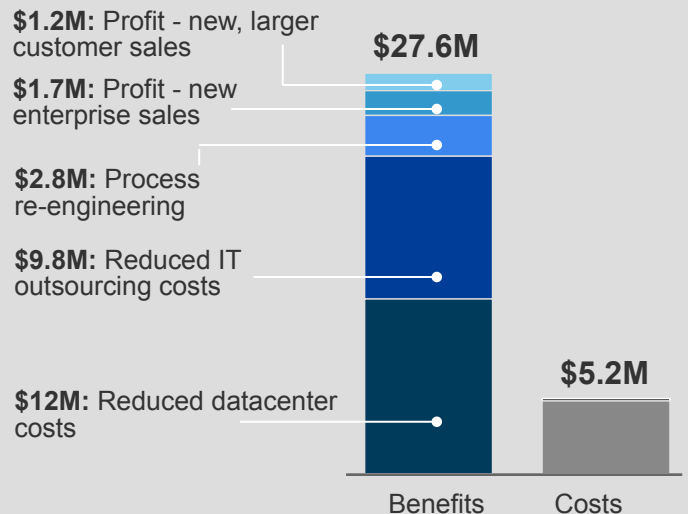 $1.2M: Profit - new, larger
customer sales
$27.6M
$1.7M: Profit - new
enterprise sales
$2.8M: Process
re-engineering
$9.8M: Reduced IT
outsourcing costs
$5.2M
$12M: Reduced datacenter
costs
Benefits
Costs